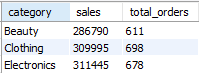 category sales total_orders
Beauty 286790 611
Clothing 309995 698
Electronics 311445 678